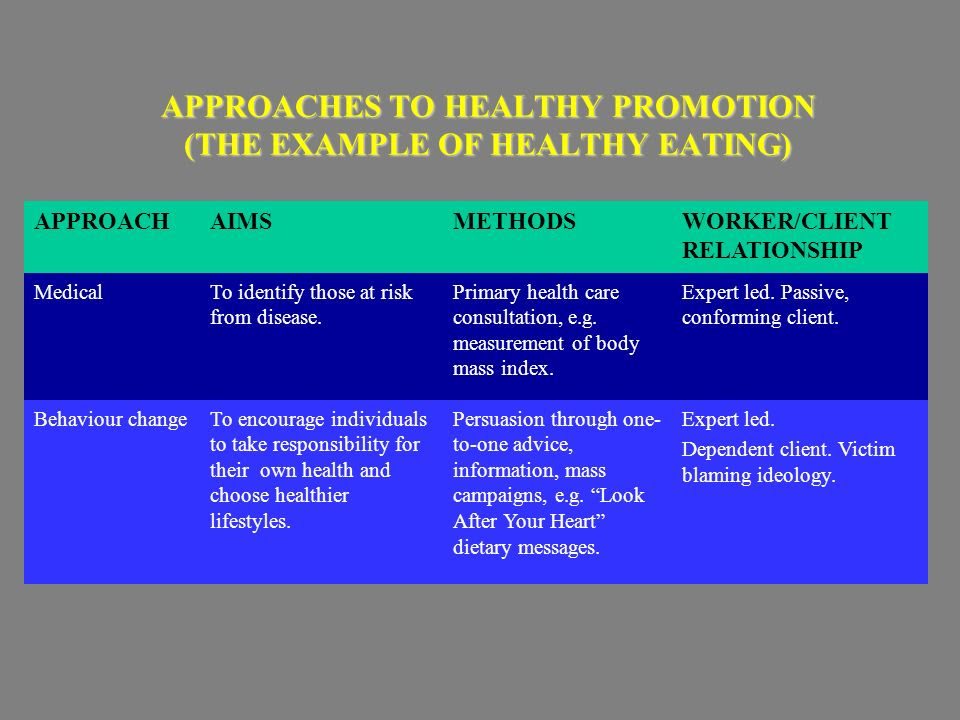 APPROACHES TO HEALTHY PROMOTION
(THE EXAMPLE OF HEALTHY EATING)
APPROACH
AIMS
METHODS
WORKER/CLIENT
RELATIONSHIP
Medical
To identify those at risk
from disease.
Primary health care
consultation, e.g.
measurement of body
mass index.
Expert led. Passive,
conforming client.
Behaviour change
To encourage individuals
to take responsibility for
their own health and
choose healthier
lifestyles.
Persuasion through one-
to-one advice,
information, mass
campaigns, e.g. “Look
After Your Heart”
dietary messages.
Expert led.
Dependent client. Victim
blaming ideology.